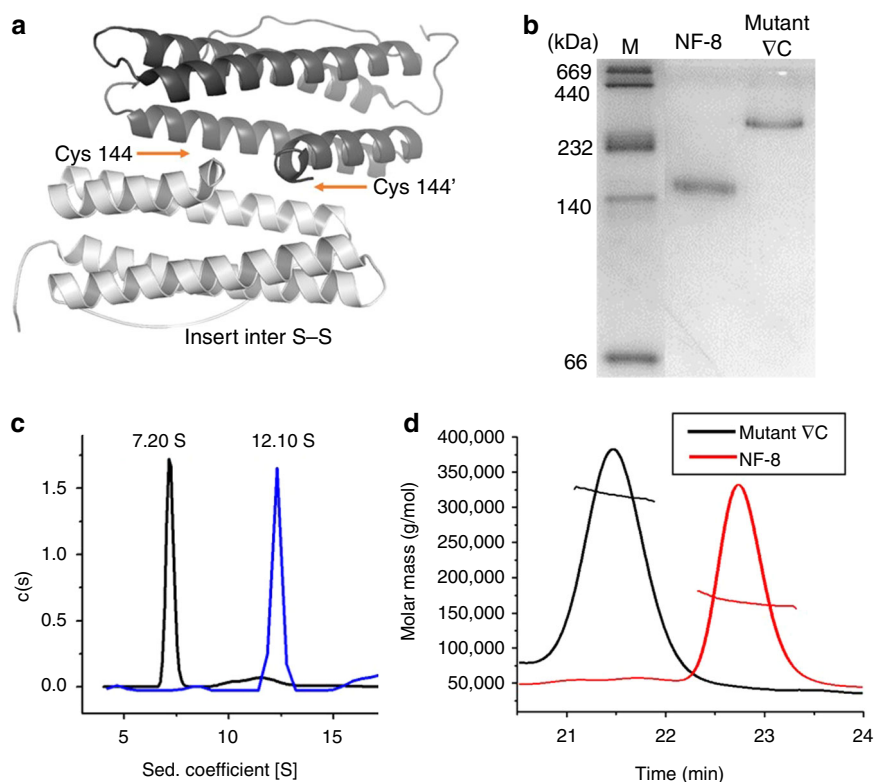 a
Cys 144
Cys 144'
Insert inter S–S
b
(kDa) M NF-8 Mutant ∇C
669
440
232
140
66
c
7.20 S 12.10 S
1.5
1.0
0.5
0.0
c(s)
5 10 15
Sed. coefficient [S]
d
Mutant ∇C
NF-8
400,000
350,000
300,000
250,000
200,000
150,000
100,000
50,000
Molar mass (g/mol)
21 22 23 24
Time (min)